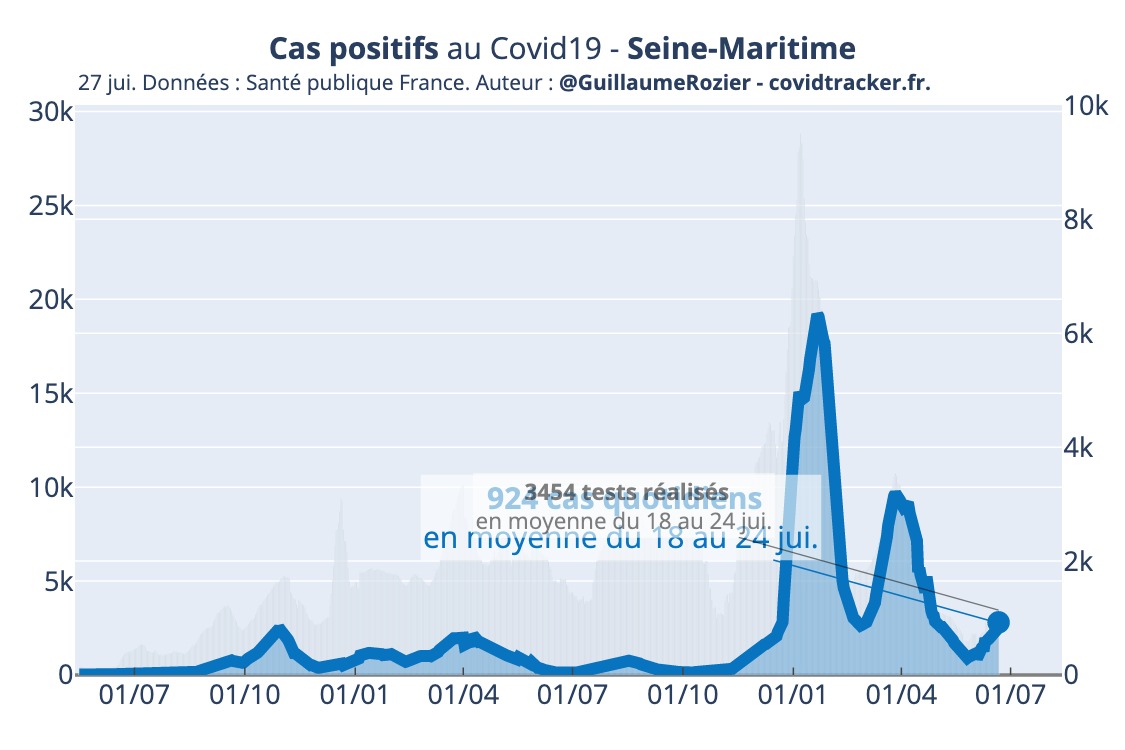 Cas positifs au Covid19 - Seine-Maritime
27 jui. Données : Santé publique France. Auteur : @GuillaumeRozier - covidtracker.fr.
30k
25k
20k
15k
10k
5k
0
10k
8k
6k
4k
2k
0
924 cas quotidiens
en moyenne du 18 au 24 jui.
3454 tests réalisés
en moyenne du 18 au 24 jui.
01/07 01/10 01/01 01/04 01/07 01/10 01/01 01/04 01/07